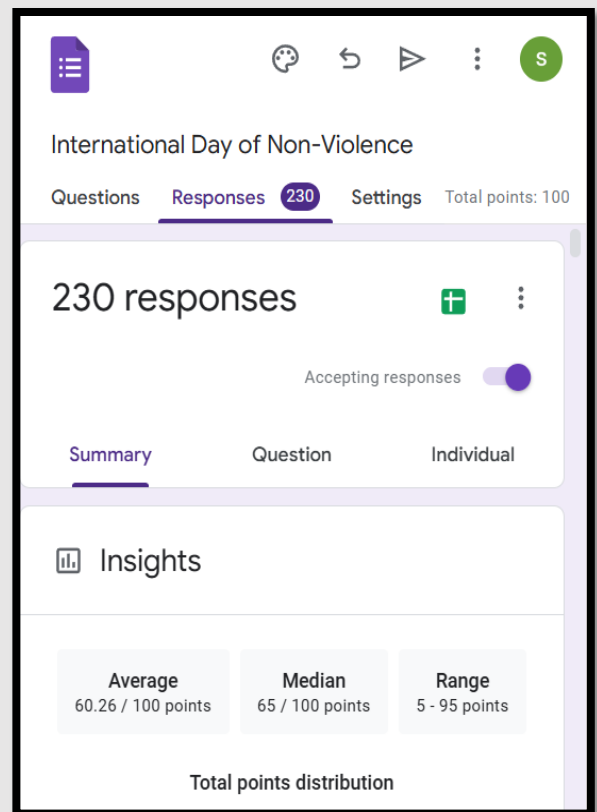 S
International Day of Non-Violence
Questions Responses 230 Settings Total points: 100
230 responses
Accepting responses
Summary Question Individual
Insights
Average Median Range
60.26 / 100 points 65 / 100 points 5 - 95 points
Total points distribution